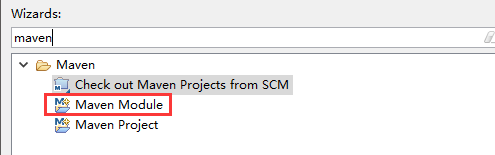 Wizards:
maven
Maven
Check out Maven Projects from SCM
Maven Module
Maven Project